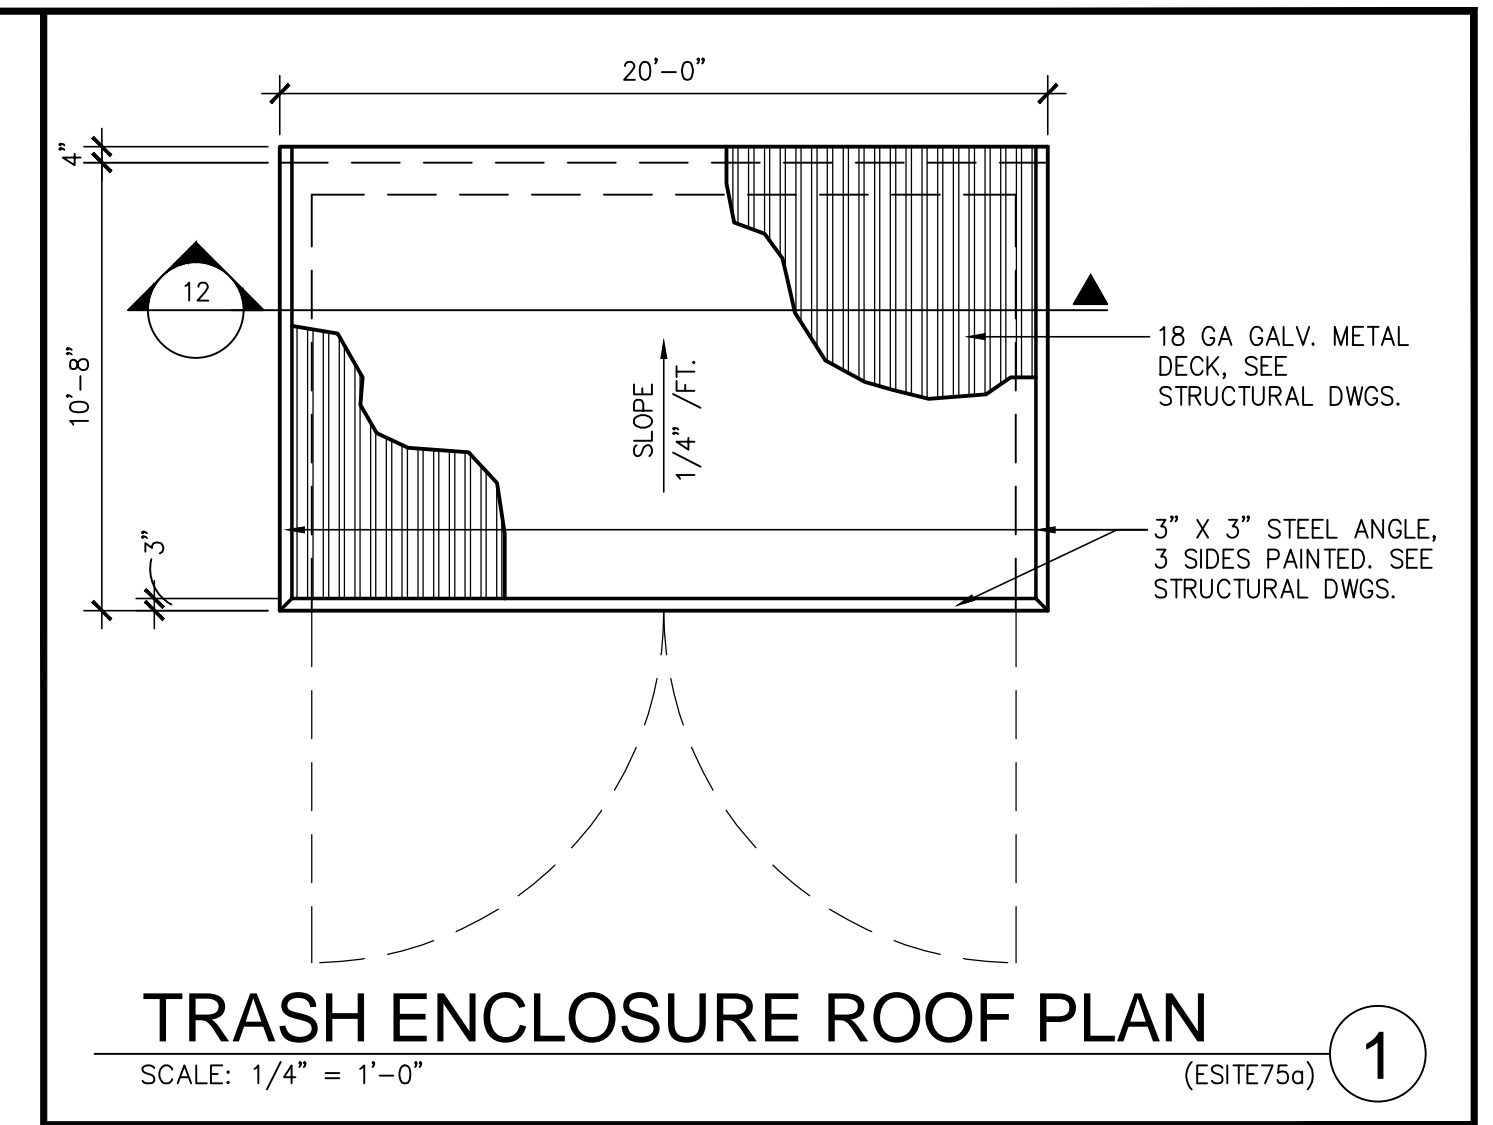 20'-0"
4"
12
10'-8"
18 GA GALV. METAL
DECK, SEE
STRUCTURAL DWGS.
SLOPE
1/4" /FT.
3"
3" X 3" STEEL ANGLE,
3 SIDES PAINTED. SEE
STRUCTURAL DWGS.
TRASH ENCLOSURE ROOF PLAN
1
SCALE: 1/4" = 1'-0"
(ESITE75a)